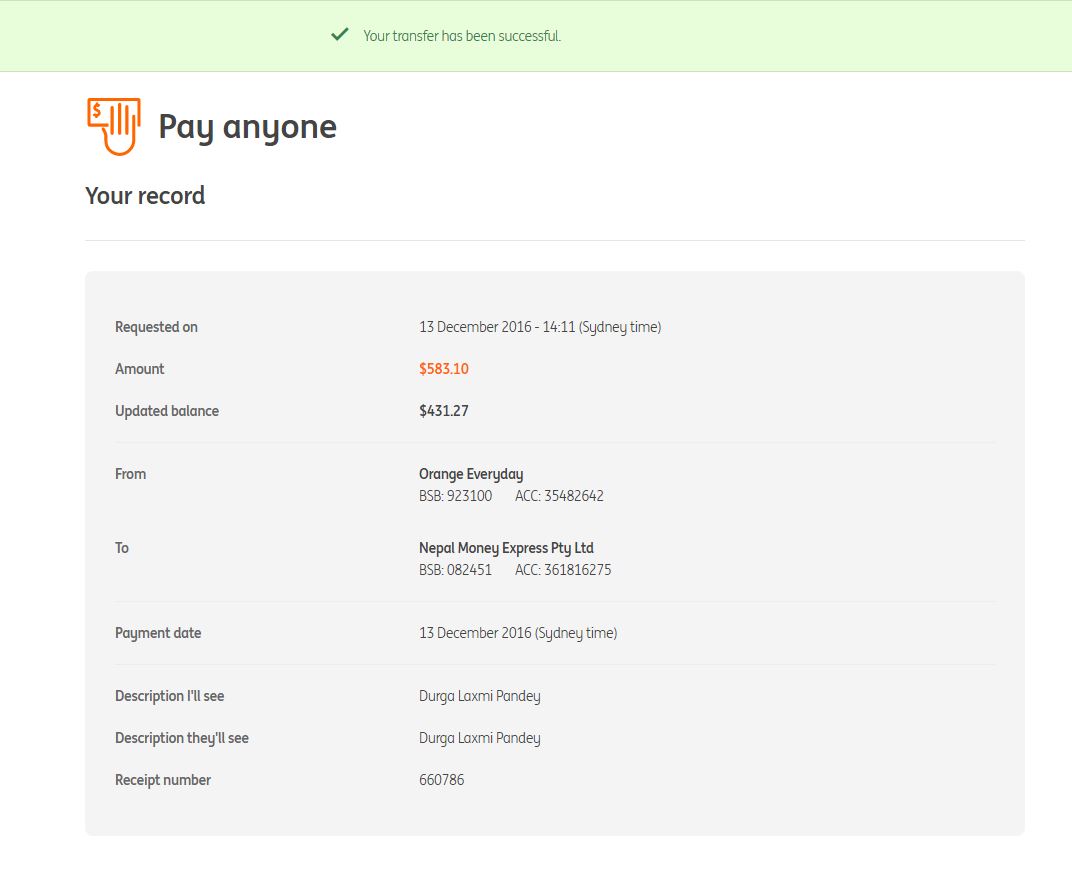 Your transfer has been successful.
$
Pay anyone
Your record
Requested on 13 December 2016 - 14:11 (Sydney time)
Amount $583.10
Updated balance $431.27
From Orange Everyday
BSB: 923100 ACC: 35482642
To Nepal Money Express Pty Ltd
BSB: 082451 ACC: 361816275
Payment date 13 December 2016 (Sydney time)
Description I'll see Durga Laxmi Pandey
Description they'll see Durga Laxmi Pandey
Receipt number 660786